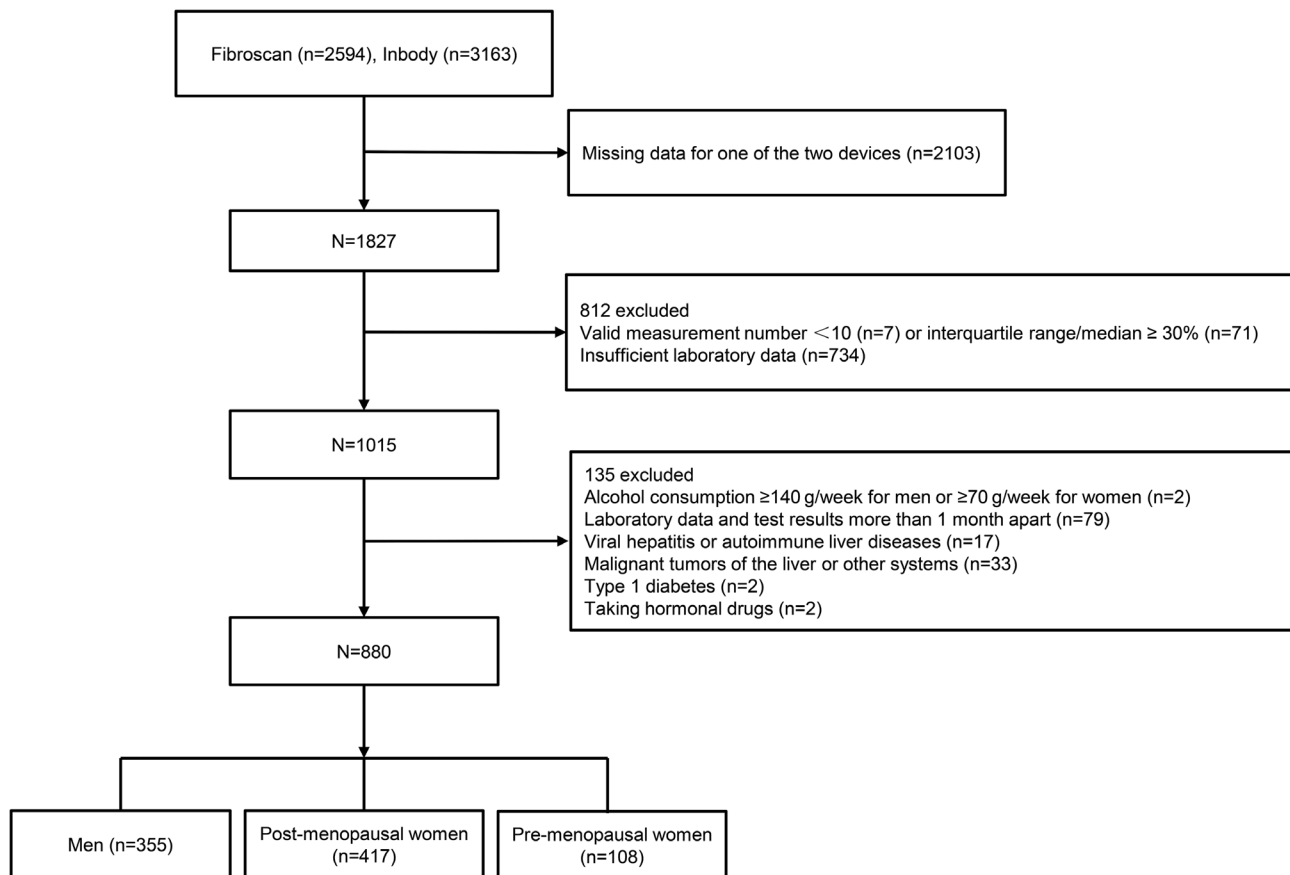 Fibroscan (n=2594), Inbody (n=3163)
Missing data for one of the two devices (n=2103)
N=1827
812 excluded
Valid measurement number <10 (n=7) or interquartile range/median ≥ 30% (n=71)
Insufficient laboratory data (n=734)
N=1015
135 excluded
Alcohol consumption ≥140 g/week for men or ≥70 g/week for women (n=2)
Laboratory data and test results more than 1 month apart (n=79)
Viral hepatitis or autoimmune liver diseases (n=17)
Malignant tumors of the liver or other systems (n=33)
Type 1 diabetes (n=2)
Taking hormonal drugs (n=2)
N=880
Men (n=355)
Post-menopausal women
(n=417)
Pre-menopausal women
(n=108)